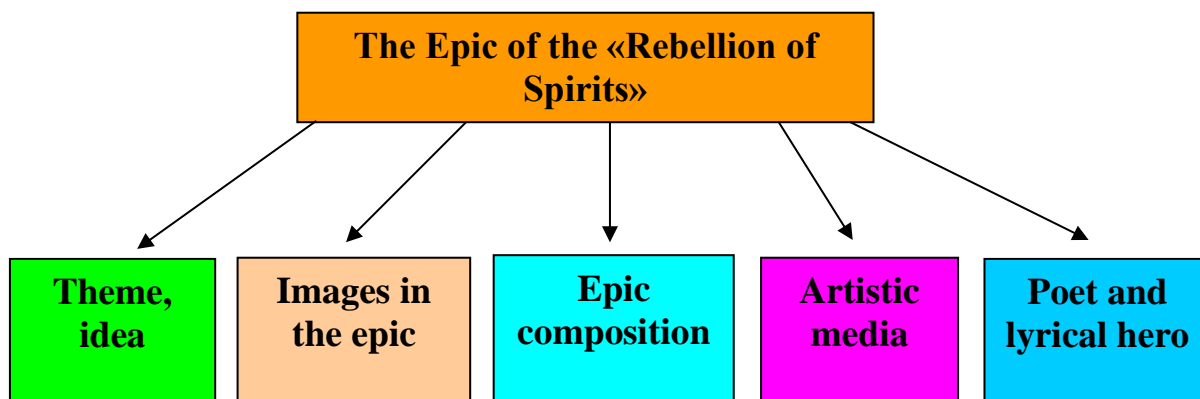 The Epic of the «Rebellion of
Spirits»
Theme,
idea
Images in
the epic
Epic
composition
Artistic
media
Poet and
lyrical hero